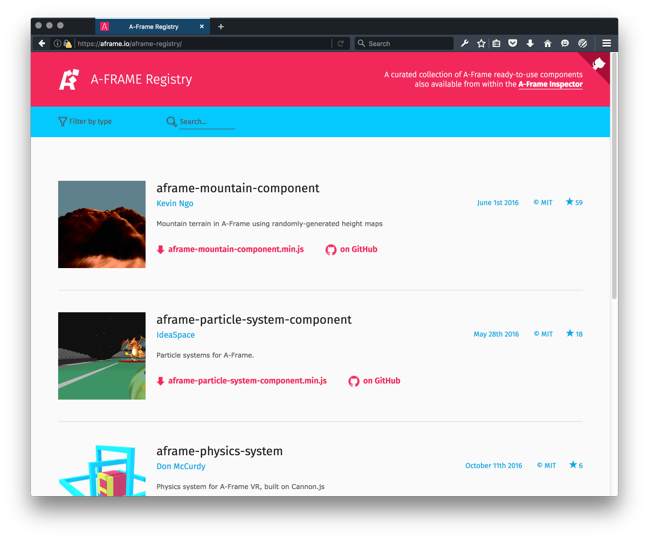 A-Frame Registry
https://aframe.io/aframe-registry/
Search
A-FRAME Registry
A curated collection of A-Frame ready-to-use components
also available from within the A-Frame Inspector
Filter by type
Search...
aframe-mountain-component
Kevin Ngo
June 1st 2016
© MIT
59
Mountain terrain in A-Frame using randomly-generated height maps
aframe-mountain-component.min.js
on GitHub
aframe-particle-system-component
IdeaSpace
May 28th 2016
© MIT
18
Particle systems for A-Frame.
aframe-particle-system-component.min.js
on GitHub
aframe-physics-system
Don McCurdy
October 11th 2016
© MIT
6
Physics system for A-Frame VR, built on Cannon.js